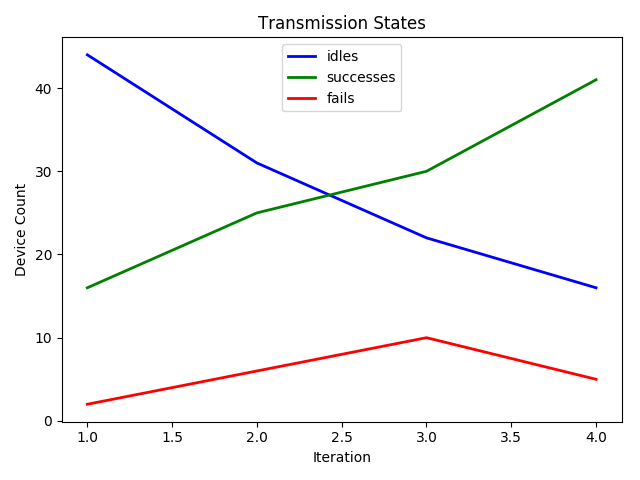 Transmission States
idles
successes
fails
Device Count
40
30
20
10
0
1.0 1.5 2.0 2.5 3.0 3.5 4.0
Iteration